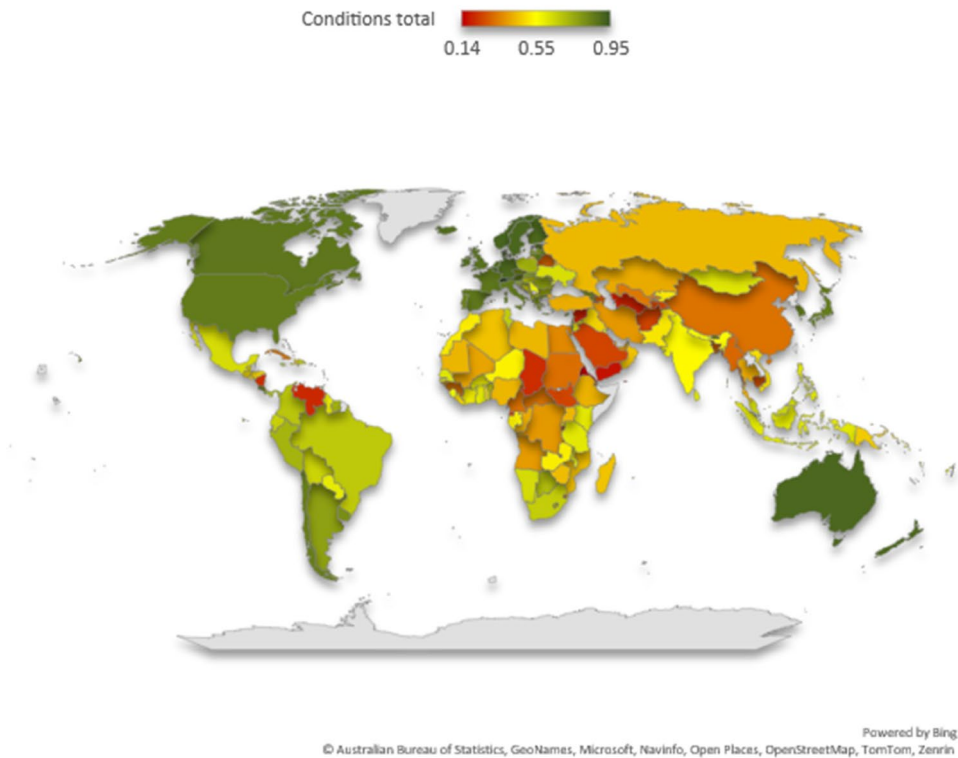 Conditions total
0.14 0.55 0.95
Powered by Bing
© Australian Bureau of Statistics, GeoNames, Microsoft, Navinfo, Open Places, OpenStreetMap, TomTom, Zenrin